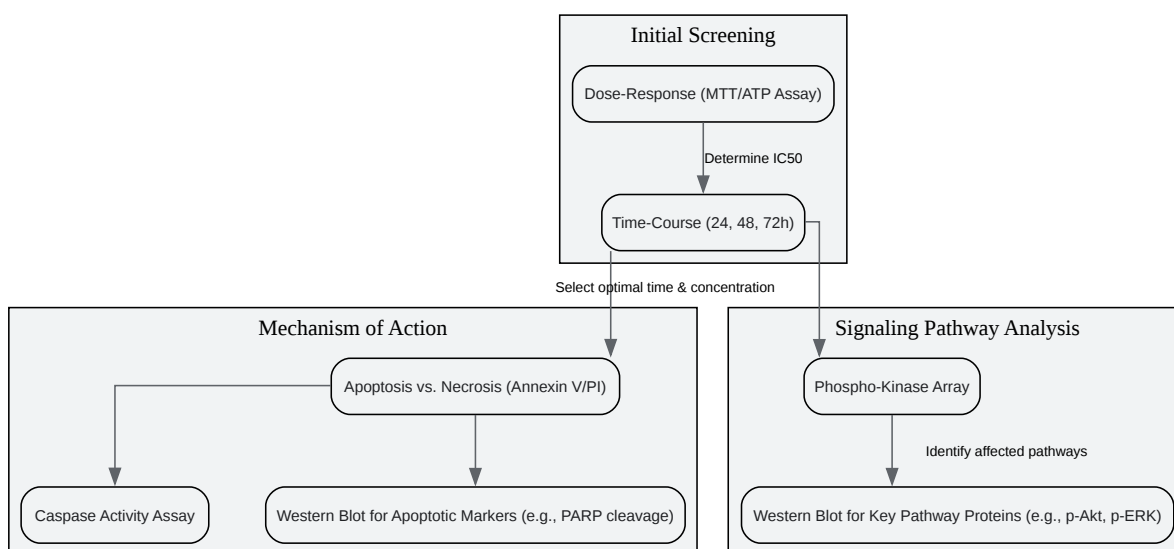 Initial Screening
Dose-Response (MTT/ATP Assay)
Determine IC50
Time-Course (24, 48, 72h)
Select optimal time & concentration
Mechanism of Action
Signaling Pathway Analysis
Apoptosis vs. Necrosis (Annexin V/PI)
Phospho-Kinase Array
Identify affected pathways
Caspase Activity Assay
Western Blot for Apoptotic Markers (e.g., PARP cleavage)
Western Blot for Key Pathway Proteins (e.g., p-Akt, p-ERK)